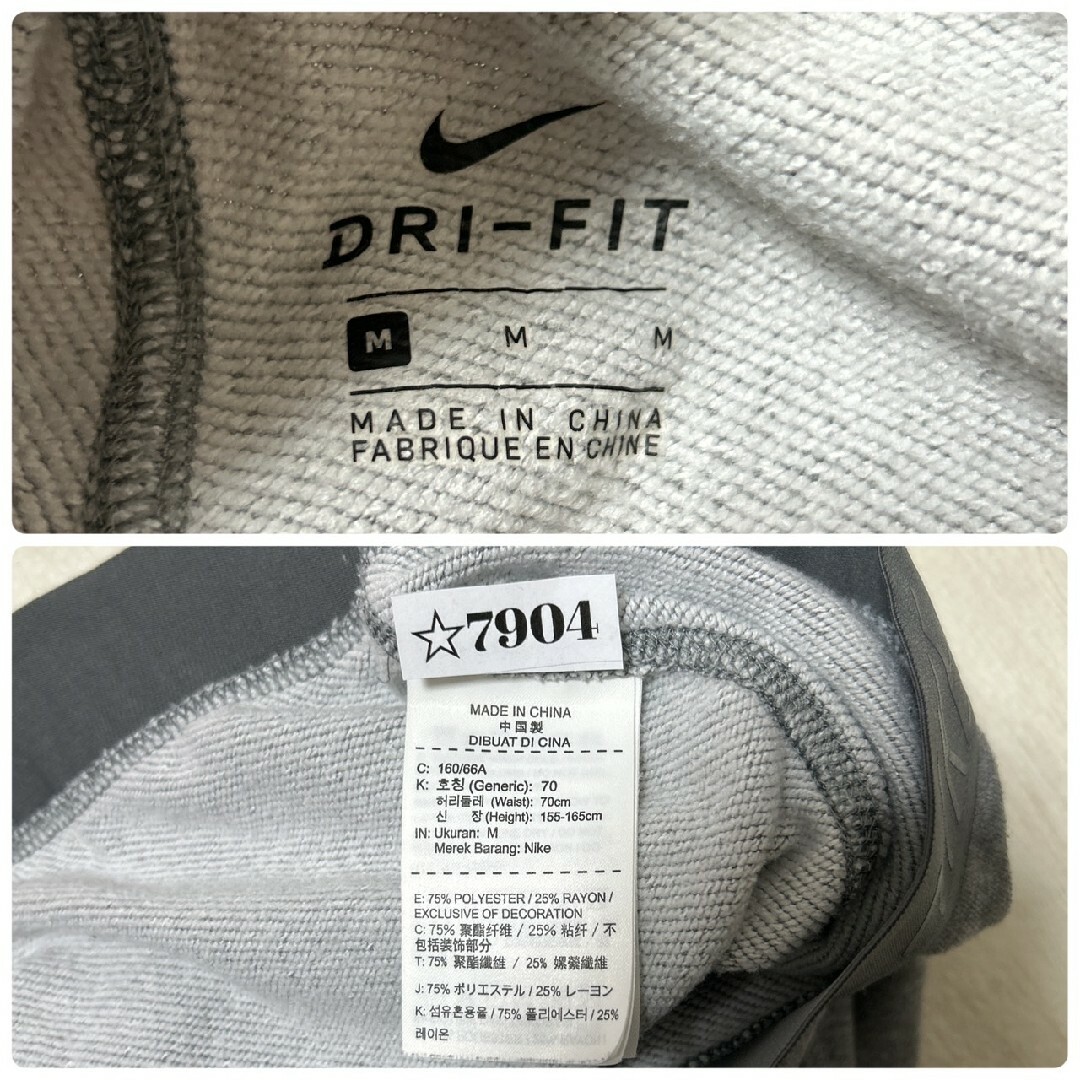 DRI-FIT
M M M
MADE IN CHINA
FABRIQUE EN CHINE
☆7904
MADE IN CHINA
中国製
DIBUAT DI CINA
C: 160/66A
K: 호칭 (Generic): 70
허리둘레 (Waist): 70cm
신 장 (Height): 155-165cm
IN: Ukuran: M
Merek Barang: Nike
E: 75% POLYESTER / 25% RAYON /
EXCLUSIVE OF DECORATION
C: 75% 聚酯纤维 / 25% 粘纤 / 不
包括装饰部分
T: 75% 聚酯纖維 / 25% 嫘縈纖維
J: 75% ポリエステル / 25% レーヨン
K: 섬유혼용율 / 75% 폴리에스터 / 25%
레이온